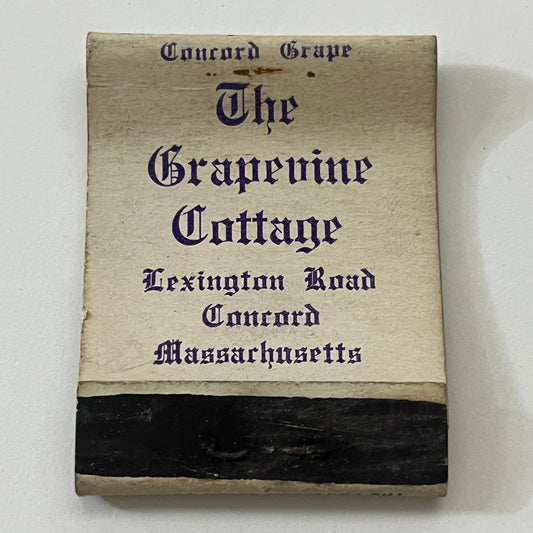 Concord Grape
The
Grapevine
Cottage
Lexington Road
Concord
Massachusetts